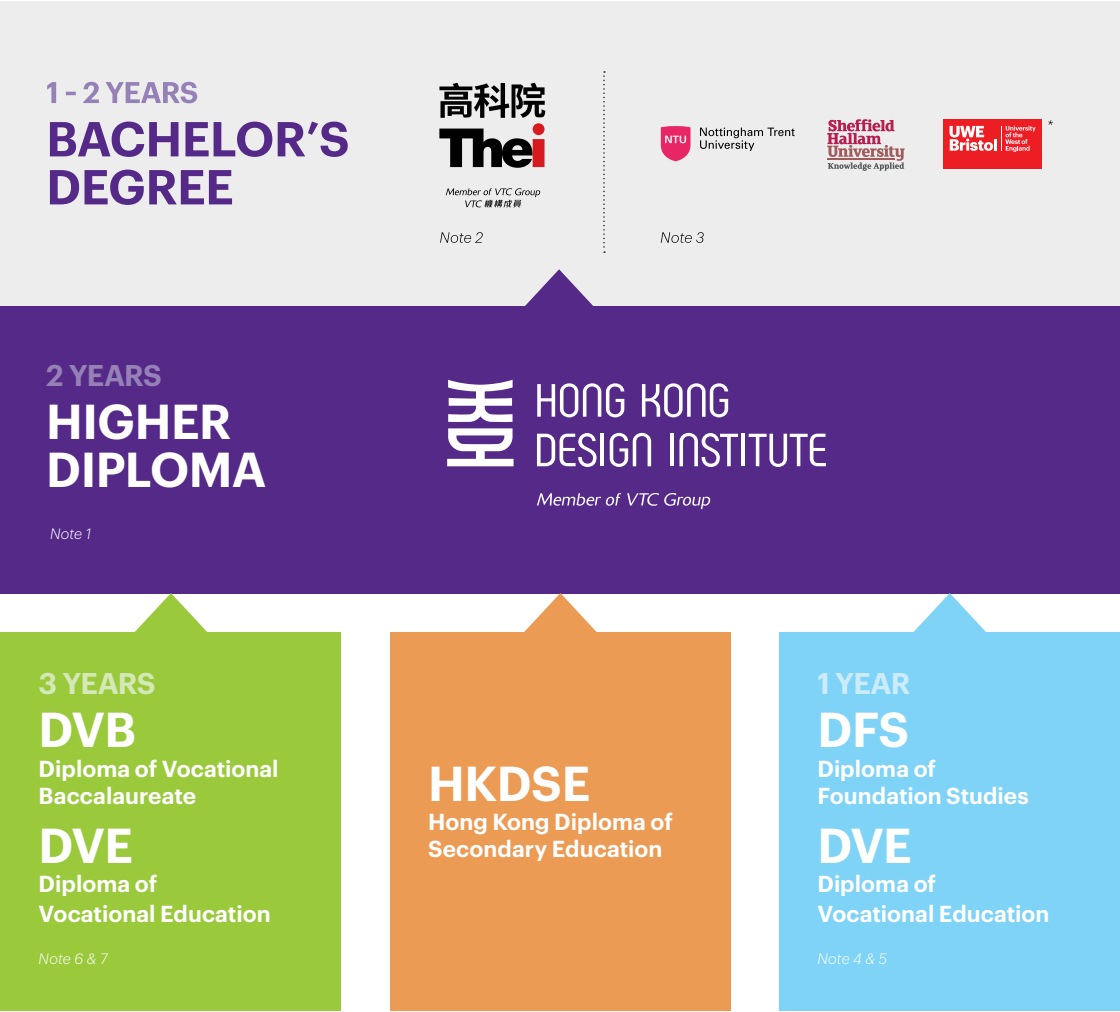 1 - 2 YEARS
BACHELOR'S
DEGREE
高科院
Thei
Member of VTC Group
VTC 機構成員
Note 2
NTU
Nottingham Trent
University
Sheffield
Hallam
University
Knowledge Applied
UWE
Bristol
University
of the
West of
England
*
Note 3
2 YEARS
HIGHER
DIPLOMA
Note 1
HKDI
HONG KONG
DESIGN INSTITUTE
Member of VTC Group
3 YEARS
DVB
Diploma of Vocational
Baccalaureate
DVE
Diploma of
Vocational Education
Note 6 & 7
HKDSE
Hong Kong Diploma of
Secondary Education
1 YEAR
DFS
Diploma of
Foundation Studies
DVE
Diploma of
Vocational Education
Note 4 & 5